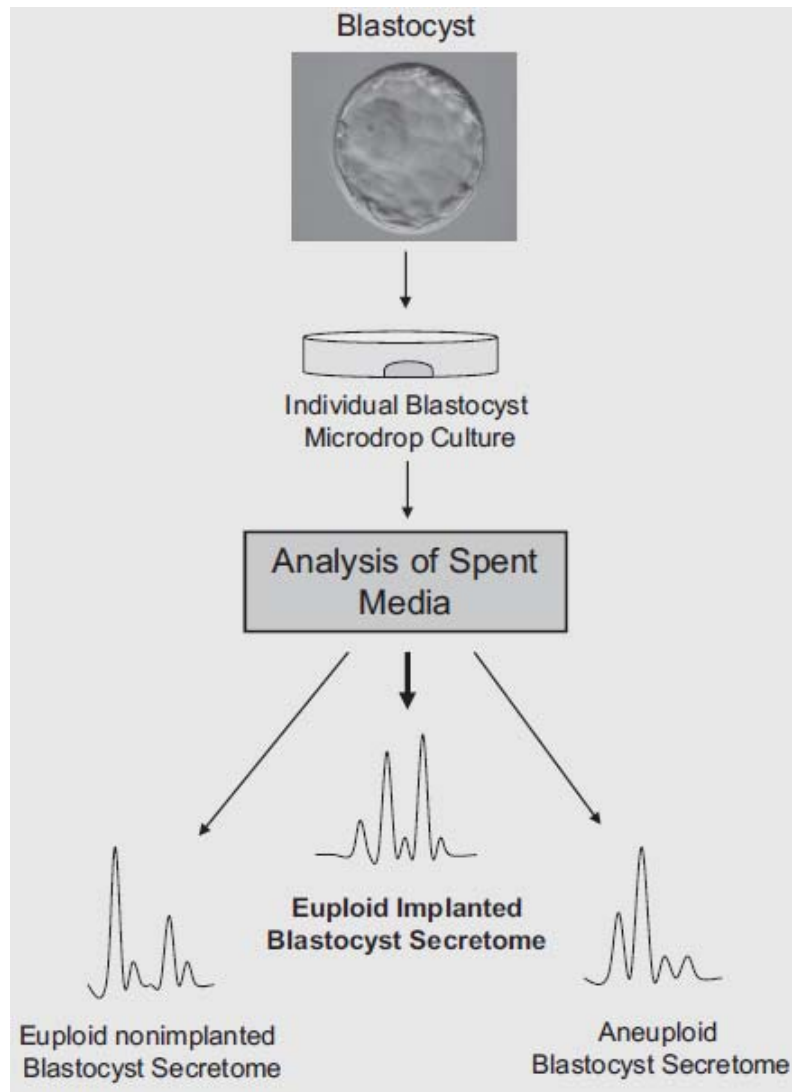 Blastocyst
Individual Blastocyst
Microdrop Culture
Analysis of Spent
Media
Euploid Implanted
Blastocyst Secretome
Euploid nonimplanted
Blastocyst Secretome
Aneuploid
Blastocyst Secretome